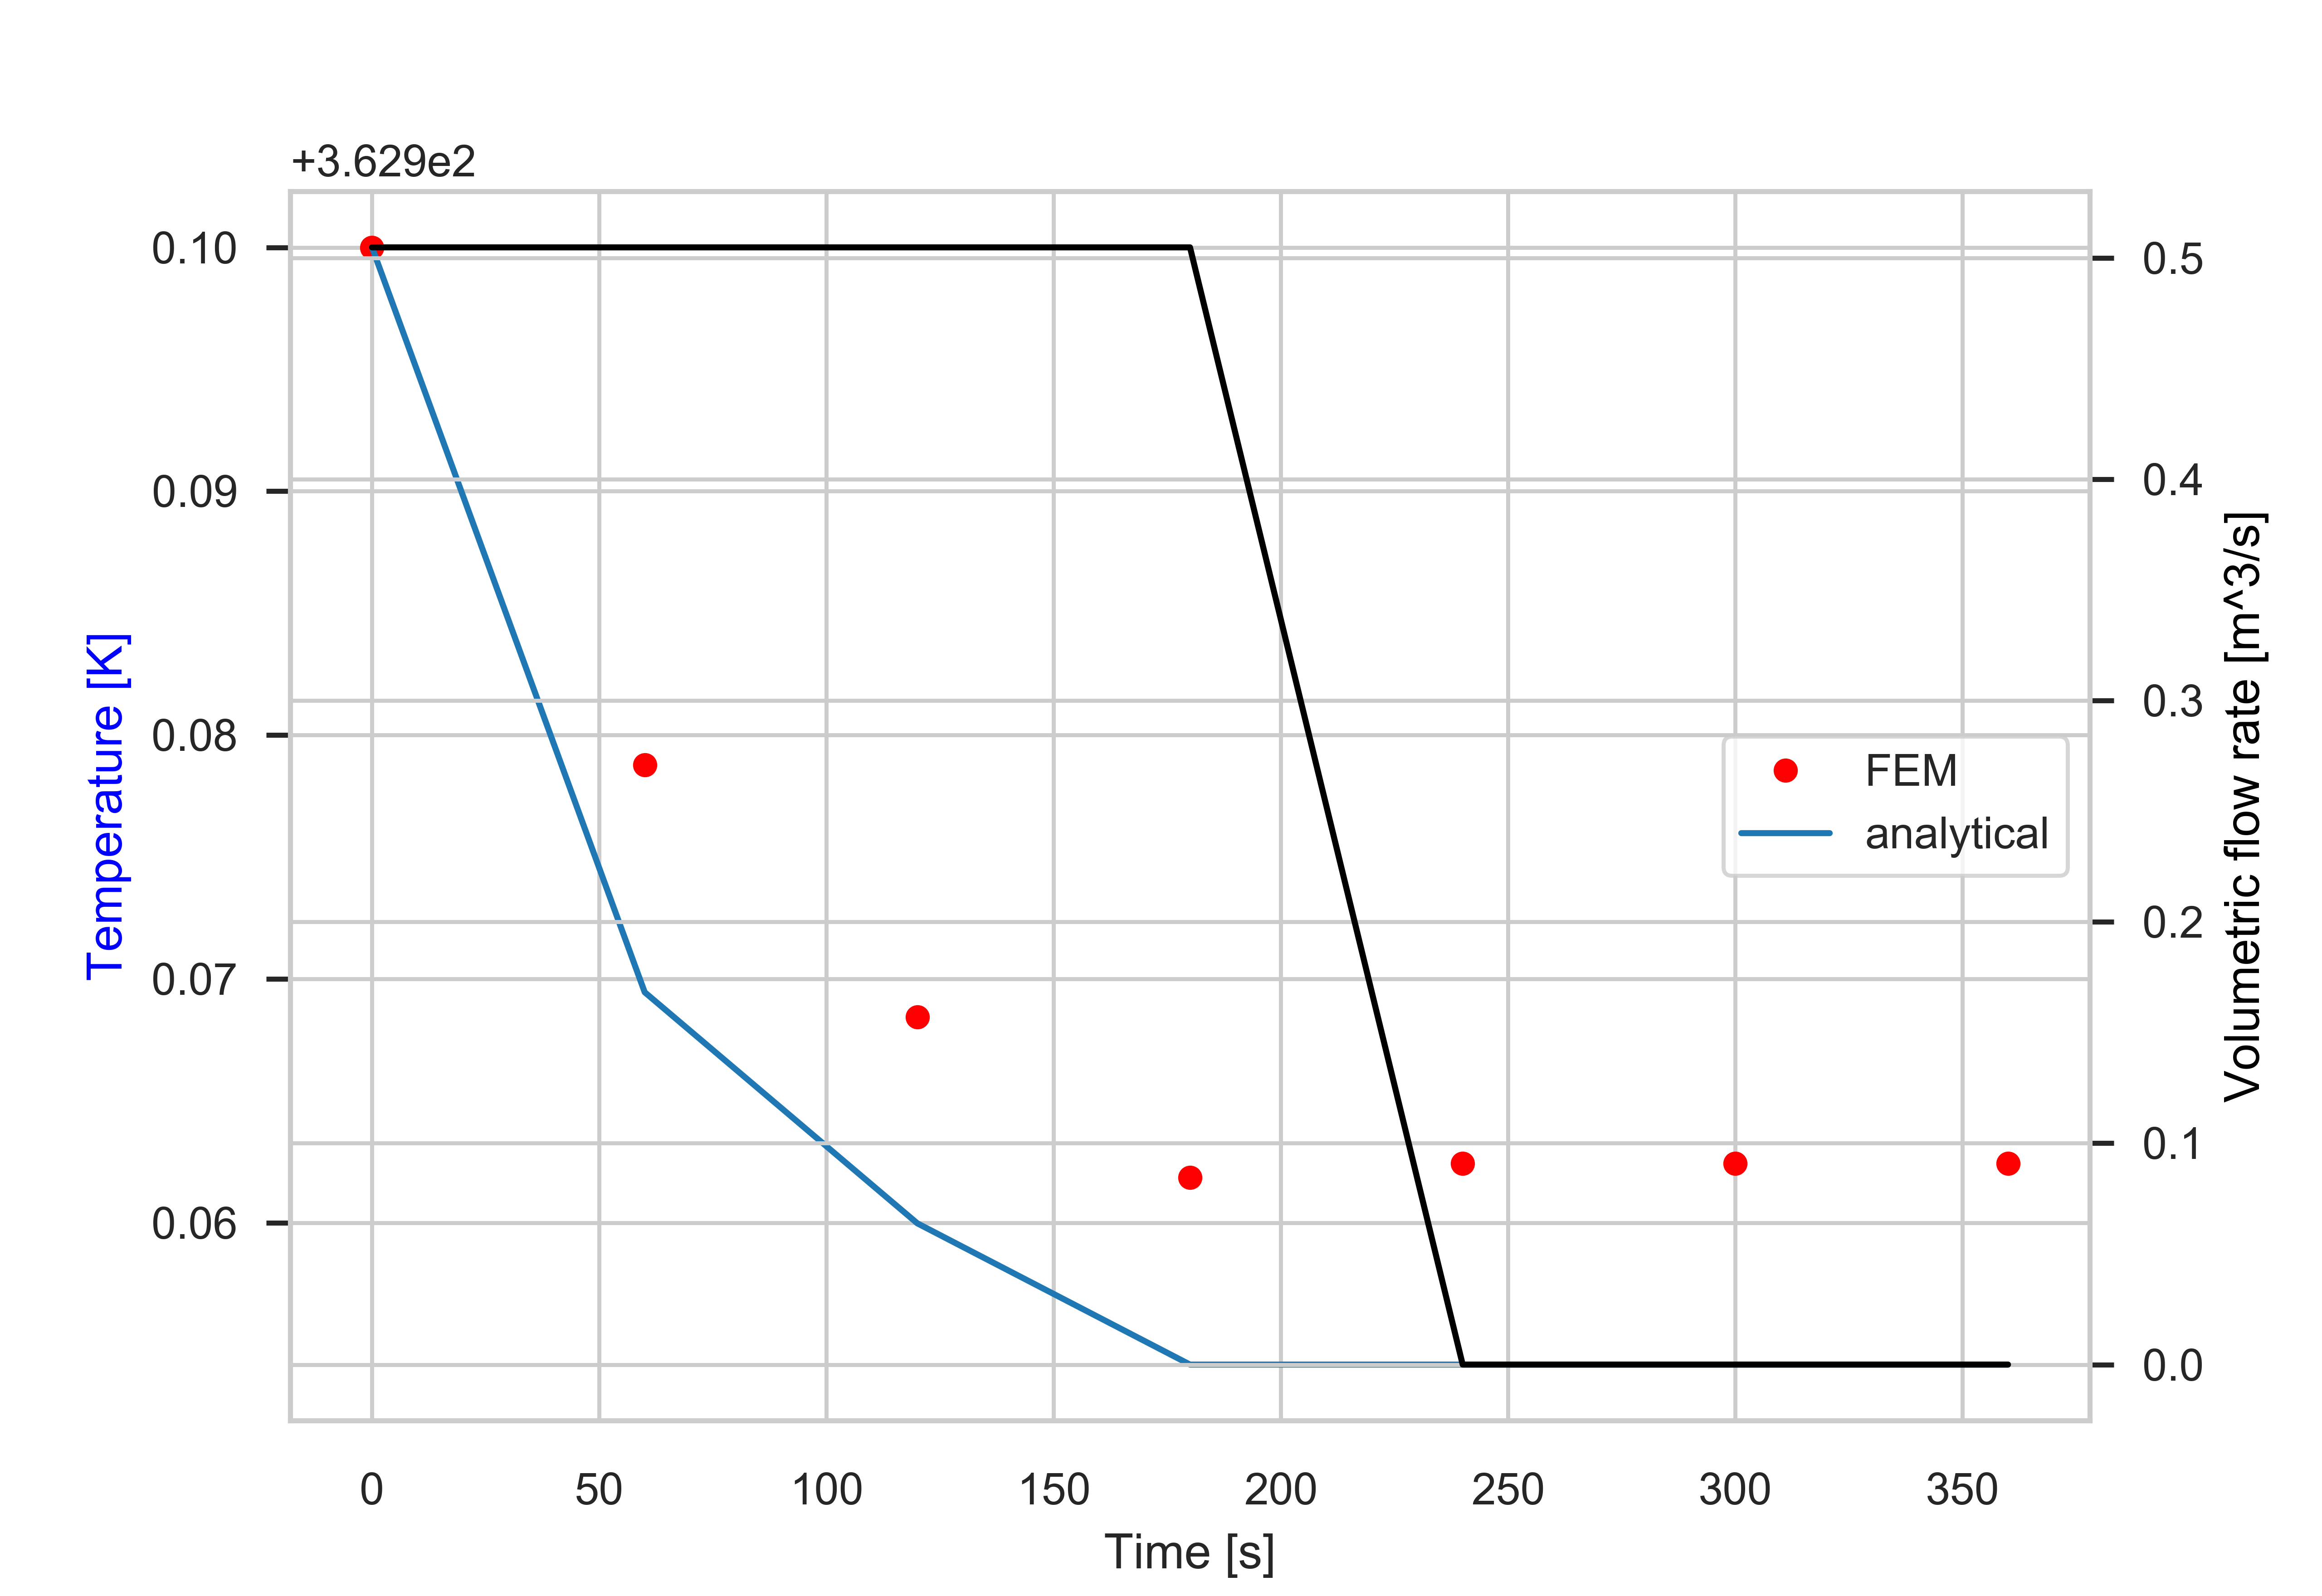 +3.629e2
0.10
0.09
0.08
0.07
0.06
Temperature [K]
0.5
0.4
0.3
0.2
0.1
0.0
Volumetric flow rate [m^3/s]
FEM
analytical
0 50 100 150 200 250 300 350
Time [s]